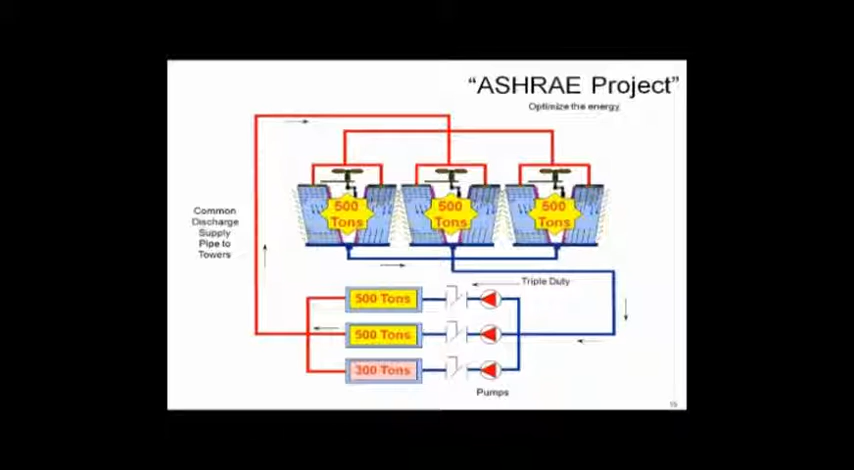 “ASHRAE Project”
Optimize the energy
500
Tons
500
Tons
500
Tons
Common
Discharge
Supply
Pipe to
Towers
Triple Duty
500 Tons
500 Tons
300 Tons
Pumps